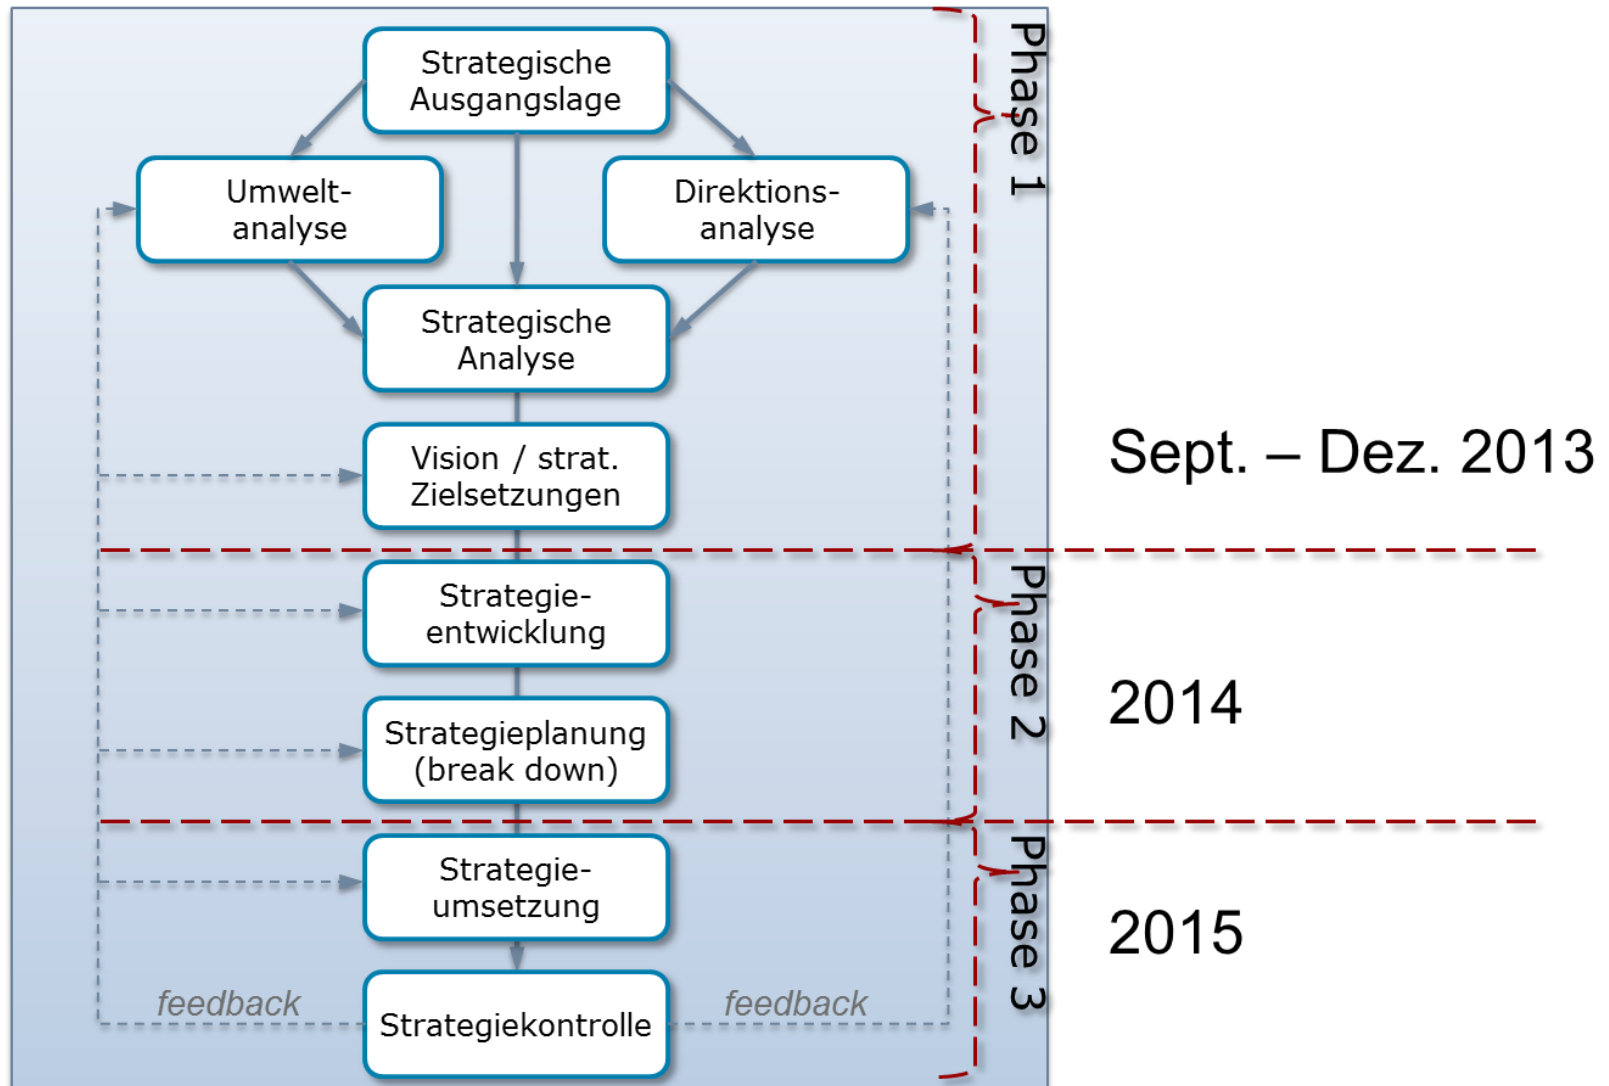 Strategische
Ausgangslage
Phase 1
Umwelt-
analyse
Direktions-
analyse
Strategische
Analyse
Vision / strat.
Zielsetzungen
Sept. – Dez. 2013
Strategie-
entwicklung
Phase 2
Strategieplanung
(break down)
2014
Strategie-
umsetzung
Phase 3
2015
feedback
Strategiekontrolle
feedback